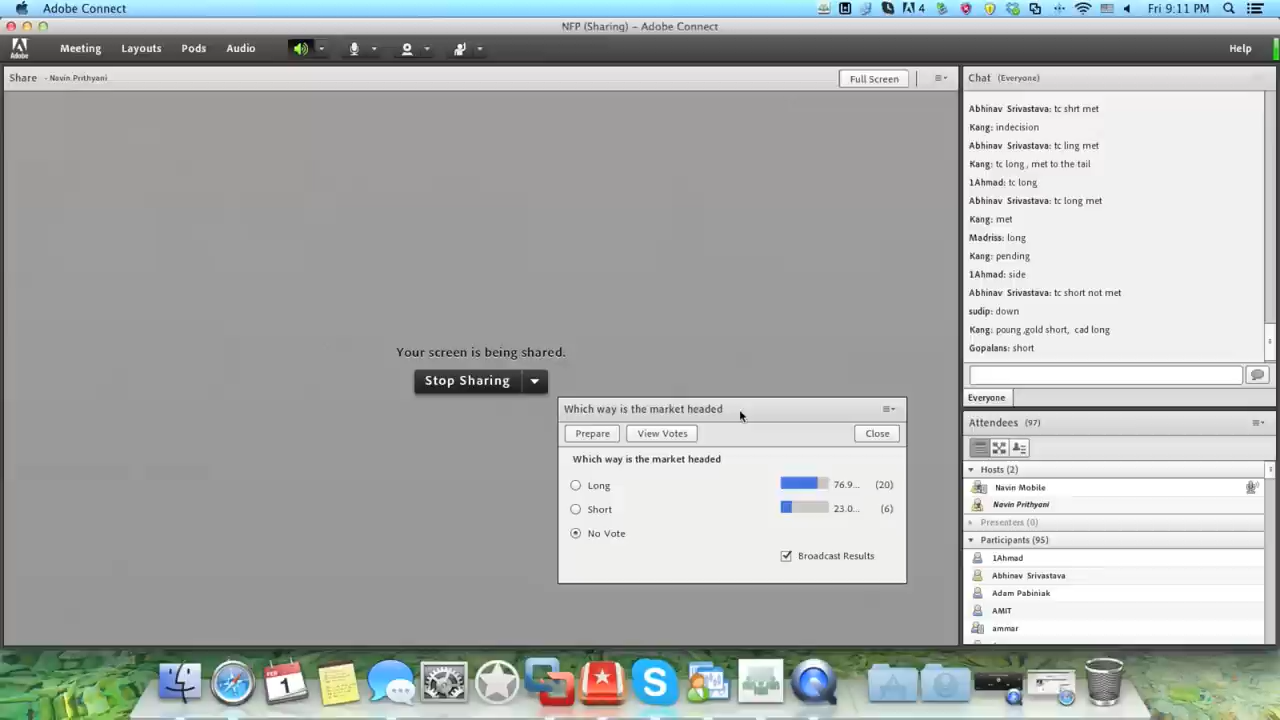 Adobe Connect
4
Fri 9:11 PM
NFP (Sharing) – Adobe Connect
Adobe
Meeting Layouts Pods Audio
Help
Share - Navin Prithyani
Full Screen
Your screen is being shared.
Stop Sharing
Which way is the market headed
Prepare View Votes Close
Which way is the market headed
Long 76.9... (20)
Short 23.0... (6)
No Vote
Broadcast Results
Chat (Everyone)
Abhinav Srivastava: tc shrt met
Kang: indecision
Abhinav Srivastava: tc ling met
Kang: tc long , met to the tail
1Ahmad: tc long
Abhinav Srivastava: tc long met
Kang: met
Madriss: long
Kang: pending
1Ahmad: side
Abhinav Srivastava: tc short not met
sudip: down
Kang: poung ,gold short, cad long
Gopalans: short
Everyone
Attendees (97)
Hosts (2)
Navin Mobile
Navin Prithyani
Presenters (0)
Participants (95)
1Ahmad
Abhinav Srivastava
Adam Pabiniak
AMIT
ammar
FEB
1